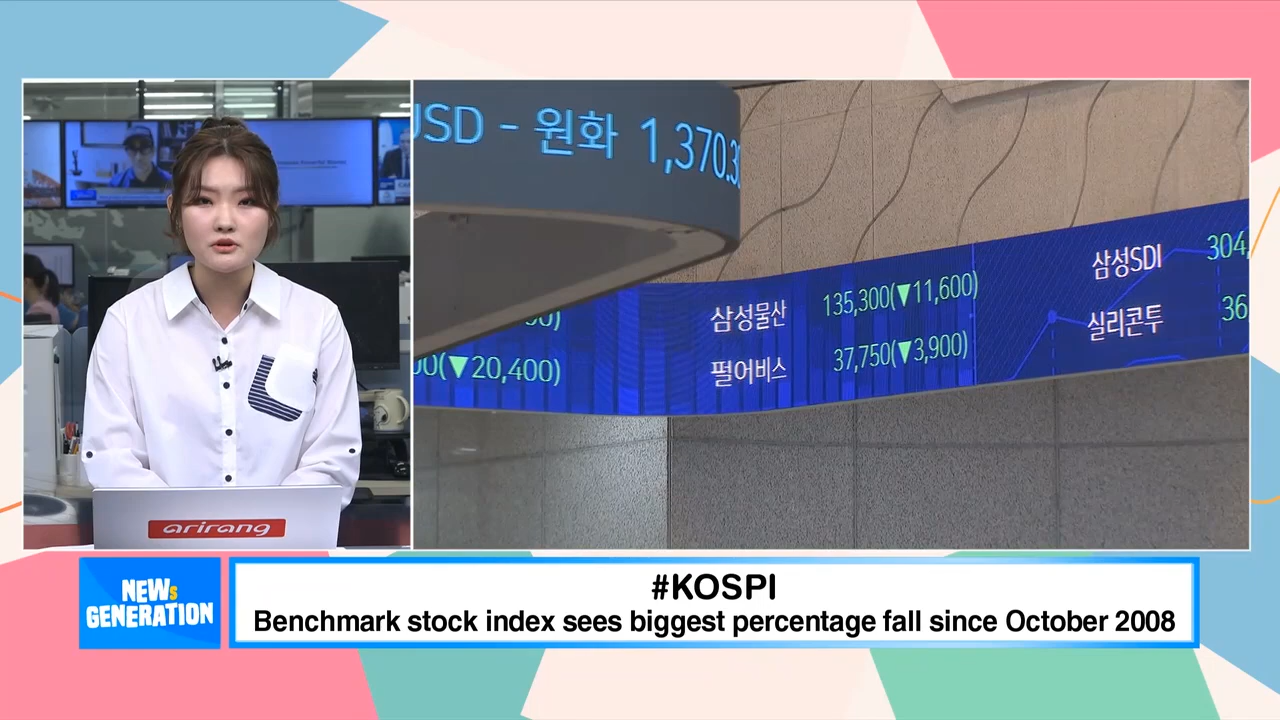 USD - 원화 1,370.3
삼성물산 135,300(▼11,600)
펄어비스 37,750(▼3,900)
0(▼20,400)
삼성SDI 304,
실리콘투 36
arirang
NEWs
GENERATION
#KOSPI
Benchmark stock index sees biggest percentage fall since October 2008